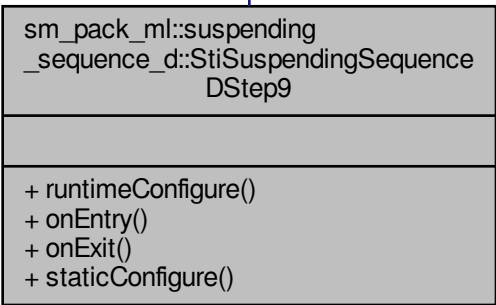 sm_pack_ml::suspending
_sequence_d::StiSuspendingSequence
DStep9
+ runtimeConfigure()
+ onEntry()
+ onExit()
+ staticConfigure()